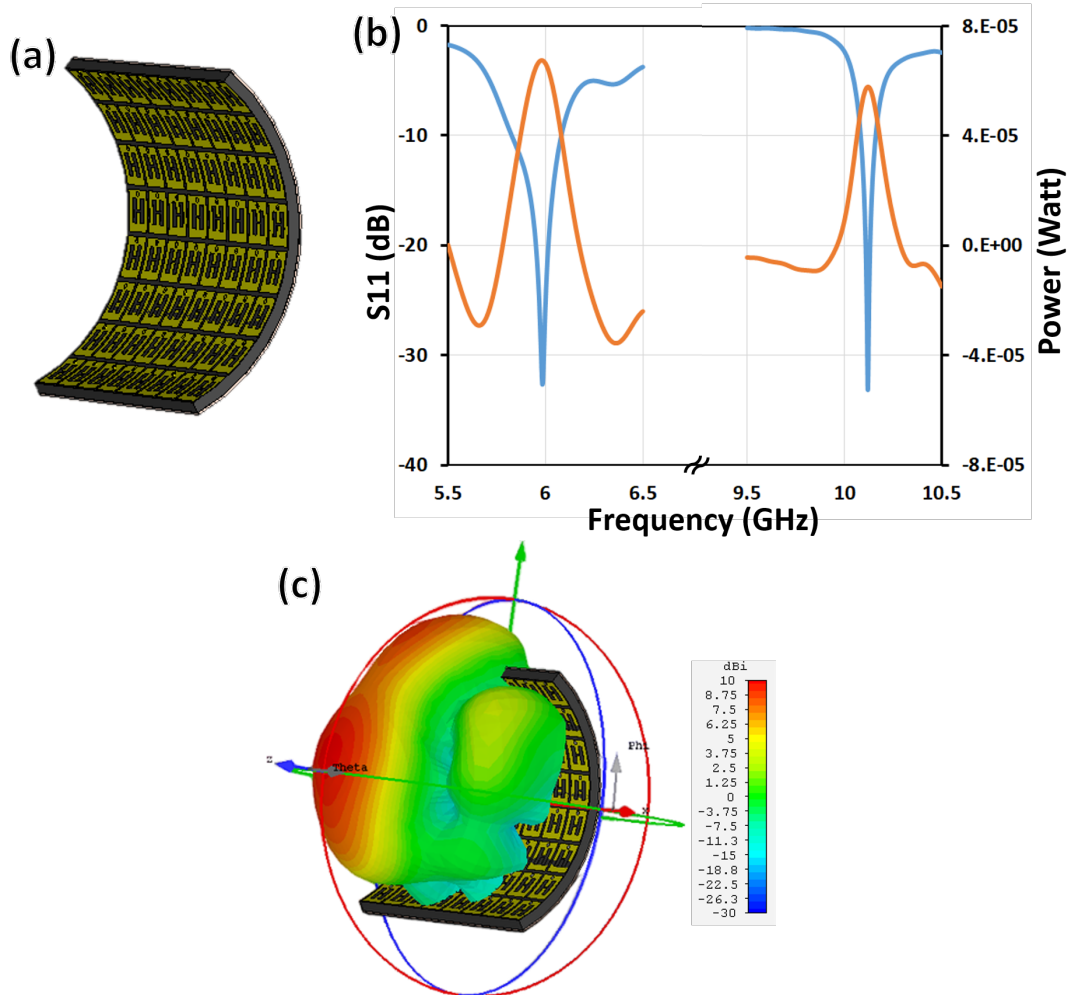 (a)
(b)
0
-10
-20
-30
-40
S11 (dB)
8.E-05
4.E-05
0.E+00
-4.E-05
-8.E-05
Power (Watt)
5.5 6 6.5 9.5 10 10.5
Frequency (GHz)
(c)
z
Theta
Phi
x
dBi
10
8.75
7.5
6.25
5
3.75
2.5
1.25
0
-3.75
-7.5
-11.3
-15
-18.8
-22.5
-26.3
-30